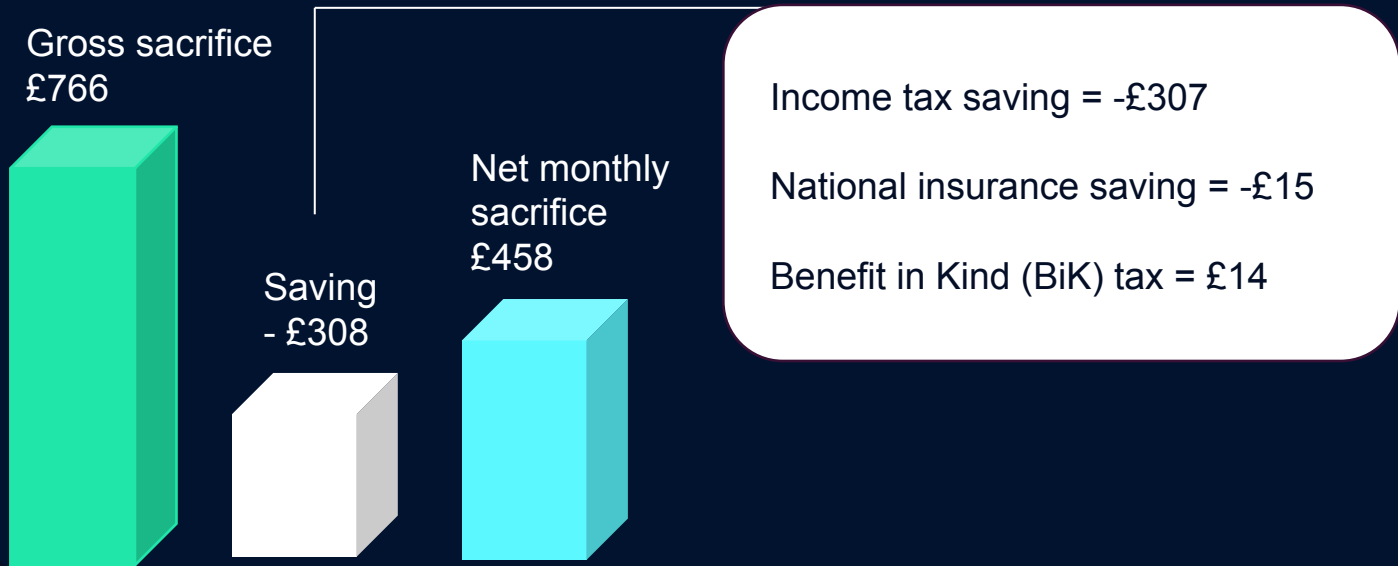 Gross sacrifice
£766
Saving
- £308
Net monthly
sacrifice
£458
Income tax saving = -£307
National insurance saving = -£15
Benefit in Kind (BiK) tax = £14